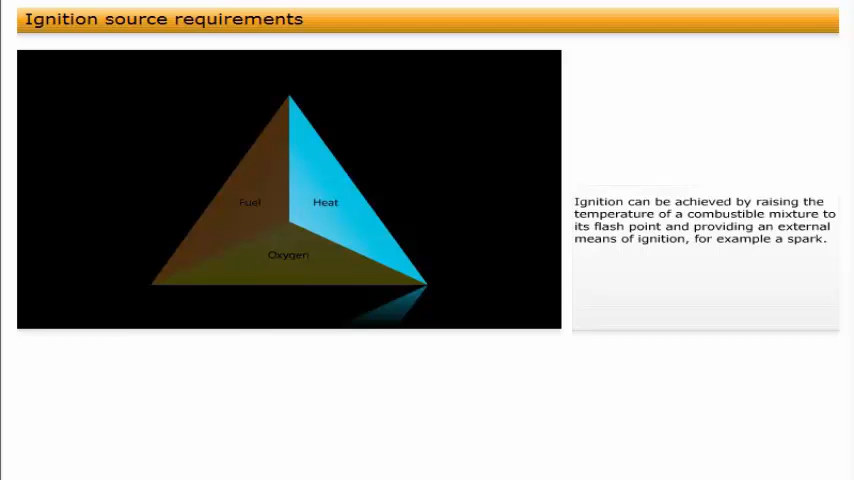 Ignition source requirements
Fuel
Heat
Oxygen
Ignition can be achieved by raising the
temperature of a combustible mixture to
its flash point and providing an external
means of ignition, for example a spark.